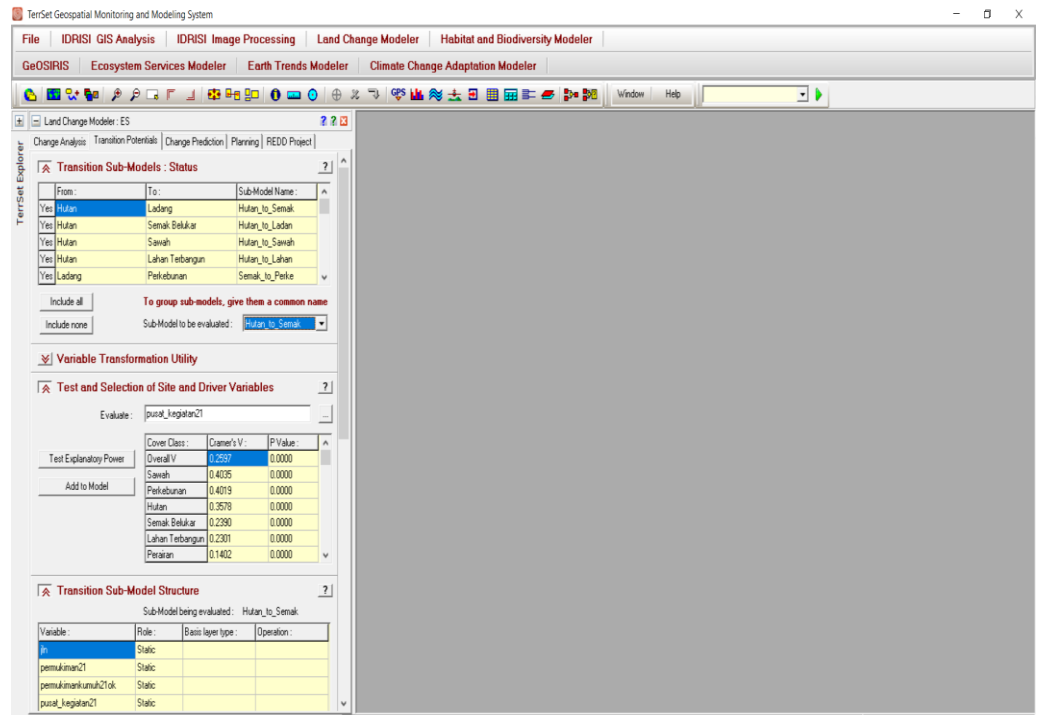 TerrSet Geospatial Monitoring and Modeling System
File IDRISI GIS Analysis IDRISI Image Processing Land Change Modeler Habitat and Biodiversity Modeler
GeOSIRIS Ecosystem Services Modeler Earth Trends Modeler Climate Change Adaptation Modeler
GPS Window Help
TerrSet Explorer
Land Change Modeler : ES ? ?
Change Analysis Transition Potentials Change Prediction Planning REDD Project
Transition Sub-Models : Status ?
From : To : Sub-Model Name :
Yes Hutan Ladang Hutan_to_Semak
Yes Hutan Semak Belukar Hutan_to_Ladan
Yes Hutan Sawah Hutan_to_Sawah
Yes Hutan Lahan Terbangun Hutan_to_Lahan
Yes Ladang Perkebunan Semak_to_Perke
Include all To group sub-models, give them a common name
Include none Sub-Model to be evaluated : Hutan_to_Semak
Variable Transformation Utility
Test and Selection of Site and Driver Variables ?
Evaluate : pusat_kegiatan21 ...
Cover Class : Cramer's V : P Value :
Test Explanatory Power Overall V 0.2597 0.0000
Sawah 0.4035 0.0000
Add to Model Perkebunan 0.4019 0.0000
Hutan 0.3578 0.0000
Semak Belukar 0.2390 0.0000
Lahan Terbangun 0.2301 0.0000
Perairan 0.1402 0.0000
Transition Sub-Model Structure ?
Sub-Model being evaluated : Hutan_to_Semak
Variable : Role : Basis layer type : Operation :
jln Static
permukiman21 Static
permukimankumuh21ok Static
pusat_kegiatan21 Static